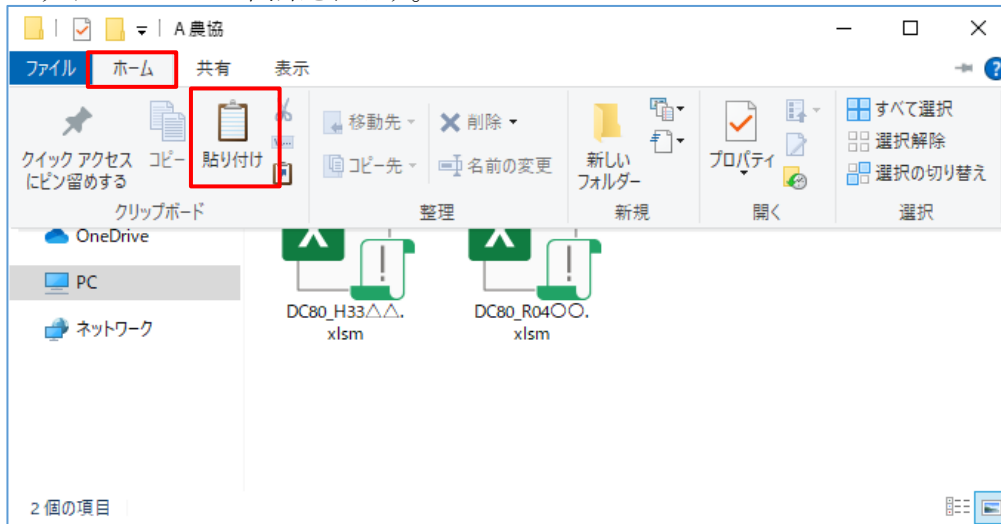 A農協
ファイル ホーム 共有 表示
クイック アクセス
にピン留めする
コピー
貼り付け
移動先
コピー先
削除
名前の変更
新しい
フォルダー
プロパティ
すべて選択
選択解除
選択の切り替え
クリップボード 整理 新規 開く 選択
OneDrive
PC
ネットワーク
DC80_H33△△.
xlsm
DC80_R04〇〇.
xlsm
2 個の項目